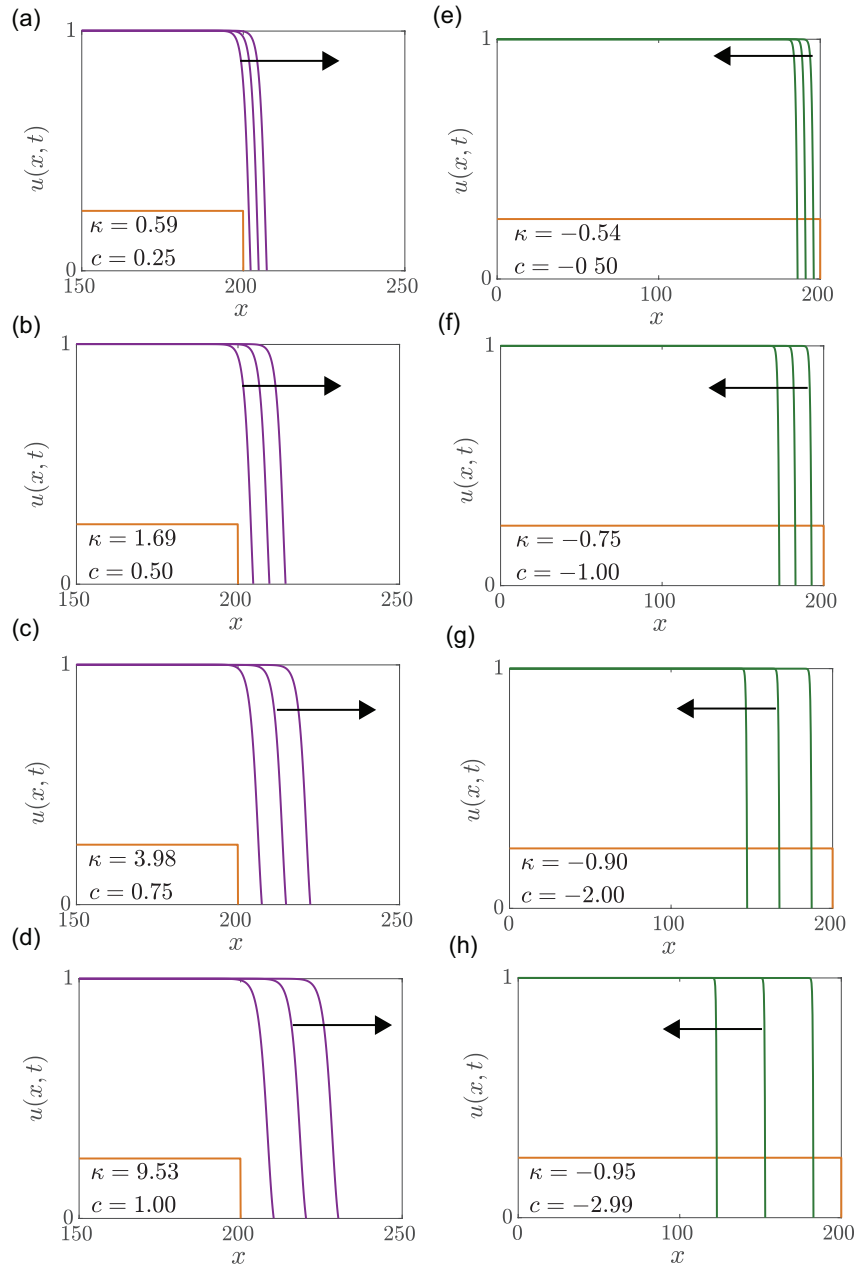 (a)
1
u(x, t)
κ = 0.59
c = 0.25
0
150
200
250
x
(b)
1
u(x, t)
κ = 1.69
c = 0.50
0
150
200
250
x
(c)
1
u(x, t)
κ = 3.98
c = 0.75
0
150
200
250
x
(d)
1
u(x, t)
κ = 9.53
c = 1.00
0
150
200
250
x
(e)
1
u(x, t)
κ = −0.54
c = −0 50
0
0
100
200
x
(f)
1
u(x, t)
κ = −0.75
c = −1.00
0
0
100
200
x
(g)
1
u(x, t)
κ = −0.90
c = −2.00
0
0
100
200
x
(h)
1
u(x, t)
κ = −0.95
c = −2.99
0
0
100
200
x